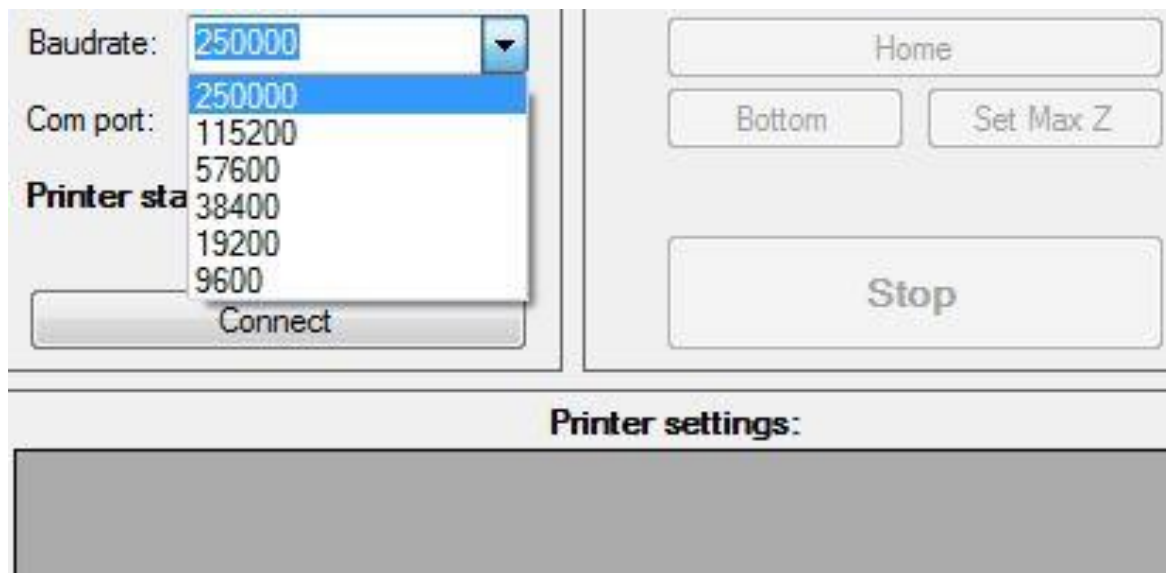 Baudrate:
250000
250000
115200
57600
38400
19200
9600
Com port:
Printer sta
Connect
Home
Bottom
Set Max Z
Stop
Printer settings: